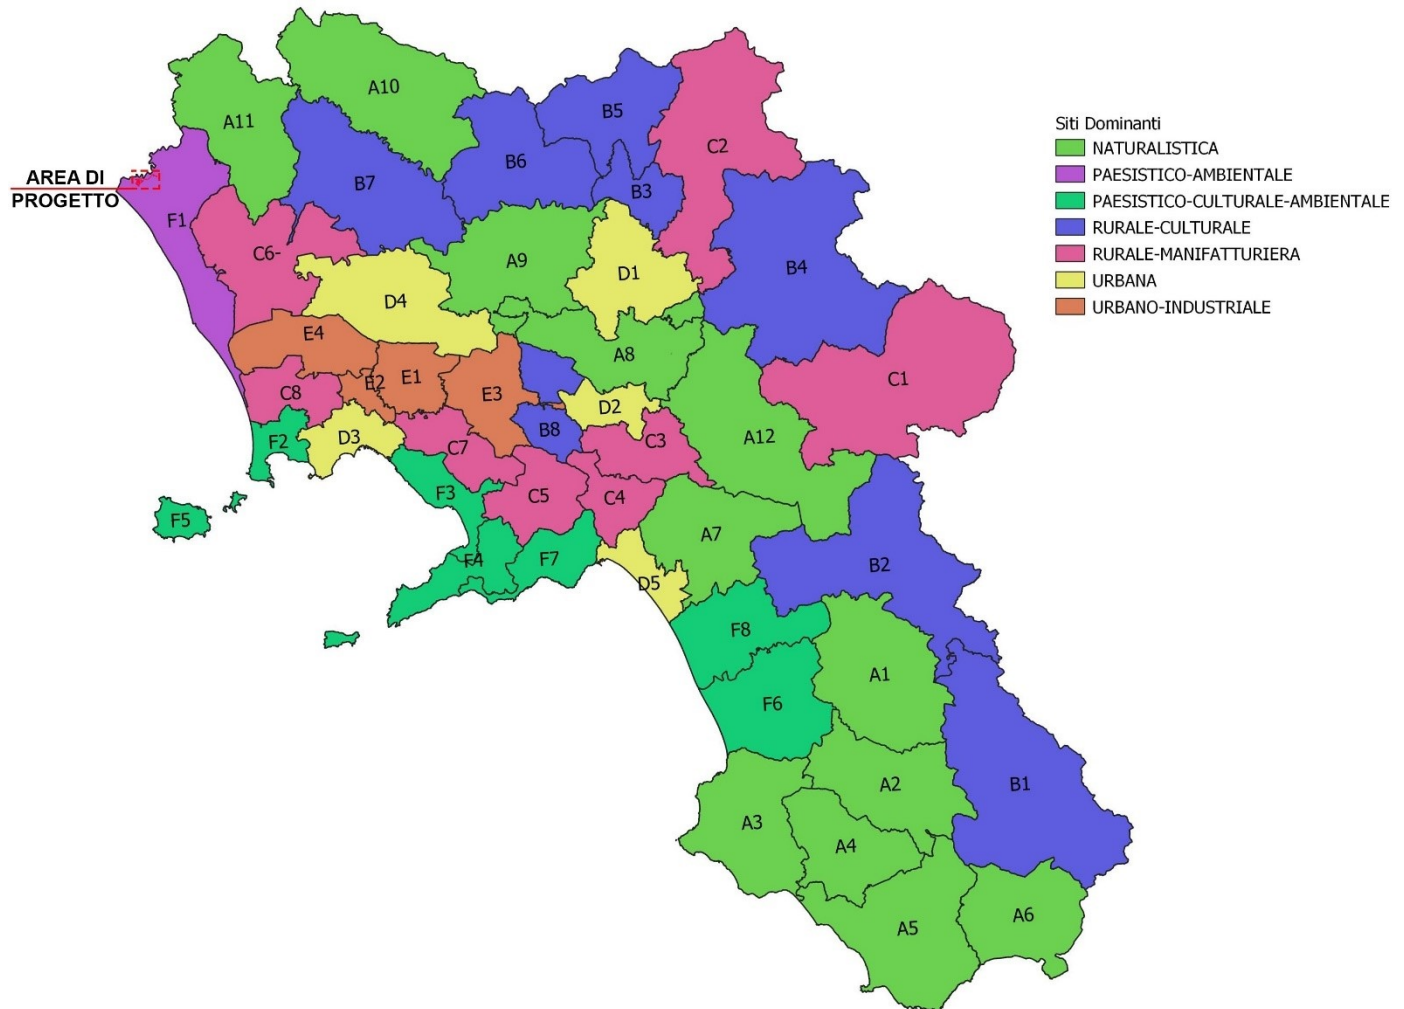 AREA DI
PROGETTO
Siti Dominanti
NATURALISTICA
PAESISTICO-AMBIENTALE
PAESISTICO-CULTURALE-AMBIENTALE
RURALE-CULTURALE
RURALE-MANIFATTURIERA
URBANA
URBANO-INDUSTRIALE
A10
A11
B5
C2
B6
B7
B3
F1
C6-
A9
D1
B4
D4
E4
A8
C1
E1
E2
C8
E3
D2
B8
D3
F2
C7
C3
A12
F3
C5
C4
F5
A7
F4
F7
B2
D5
F8
A1
F6
A2
B1
A3
A4
A6
A5